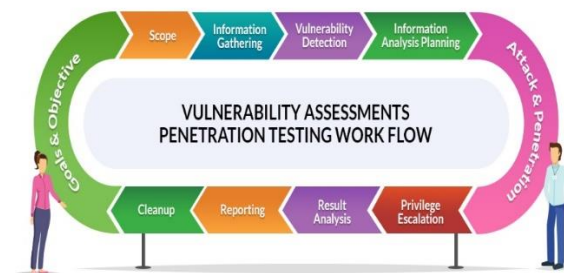 Goals & Objective
Scope
Information
Gathering
Vulnerability
Detection
Information
Analysis Planning
Attack & Penetration
VULNERABILITY ASSESSMENTS
PENETRATION TESTING WORK FLOW
Privilege
Escalation
Result
Analysis
Reporting
Cleanup